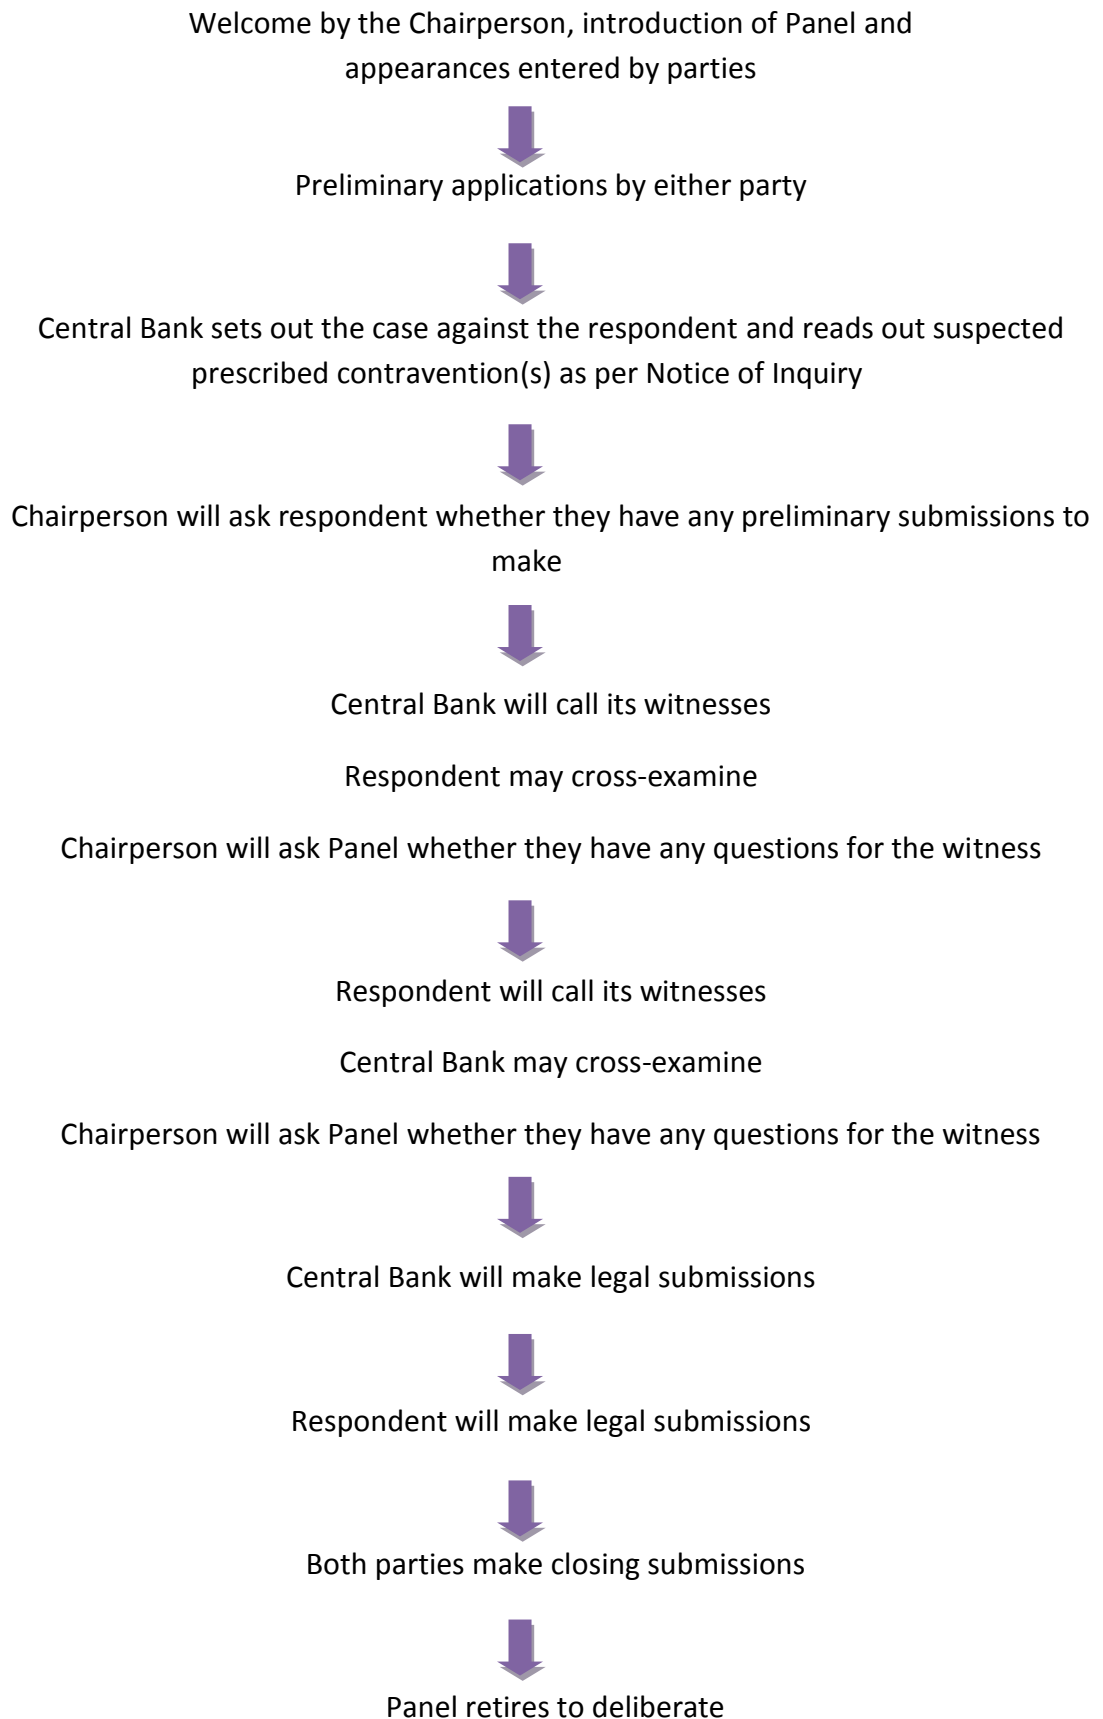 Welcome by the Chairperson, introduction of Panel and
appearances entered by parties
Preliminary applications by either party
Central Bank sets out the case against the respondent and reads out suspected
prescribed contravention(s) as per Notice of Inquiry
Chairperson will ask respondent whether they have any preliminary submissions to
make
Central Bank will call its witnesses
Respondent may cross-examine
Chairperson will ask Panel whether they have any questions for the witness
Respondent will call its witnesses
Central Bank may cross-examine
Chairperson will ask Panel whether they have any questions for the witness
Central Bank will make legal submissions
Respondent will make legal submissions
Both parties make closing submissions
Panel retires to deliberate